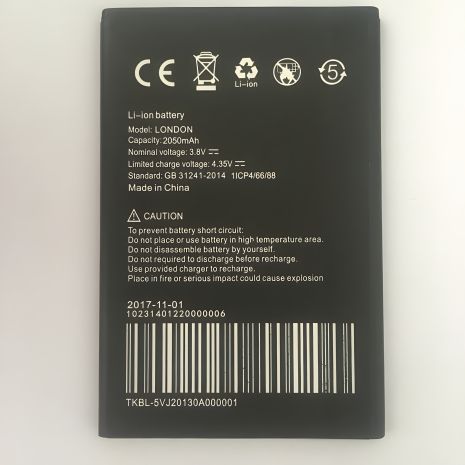 CE
Li-ion
5
Li-ion battery
Model: LONDON
Capacity: 2050mAh
Nominal voltage: 3.8V
Limited charge voltage: 4.35V
Standard: GB 31241-2014 1ICP4/66/88
Made in China
CAUTION
To prevent battery short circuit:
Do not place or use battery in high temperature area.
Do not disassemble battery by yourself.
Do not required to discharge before recharge.
Use provided charger to recharge.
Place in fire or serious impact could cause explosion
2017-11-01
10231401220000006
TKBL-5VJ20130A000001